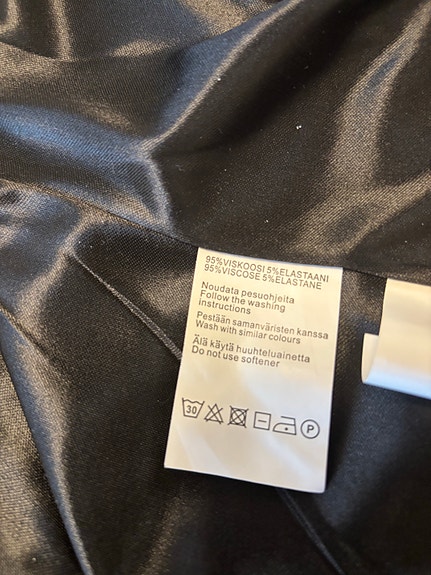 95%VISKOOSI 5%ELASTAANI
95%VISCOSE 5%ELASTANE
Noudata pesuohjeita
Follow the washing
instructions
Pestään samanväristen kanssa
Wash with similar colours
Älä käytä huuhteluainetta
Do not use softener
30 P